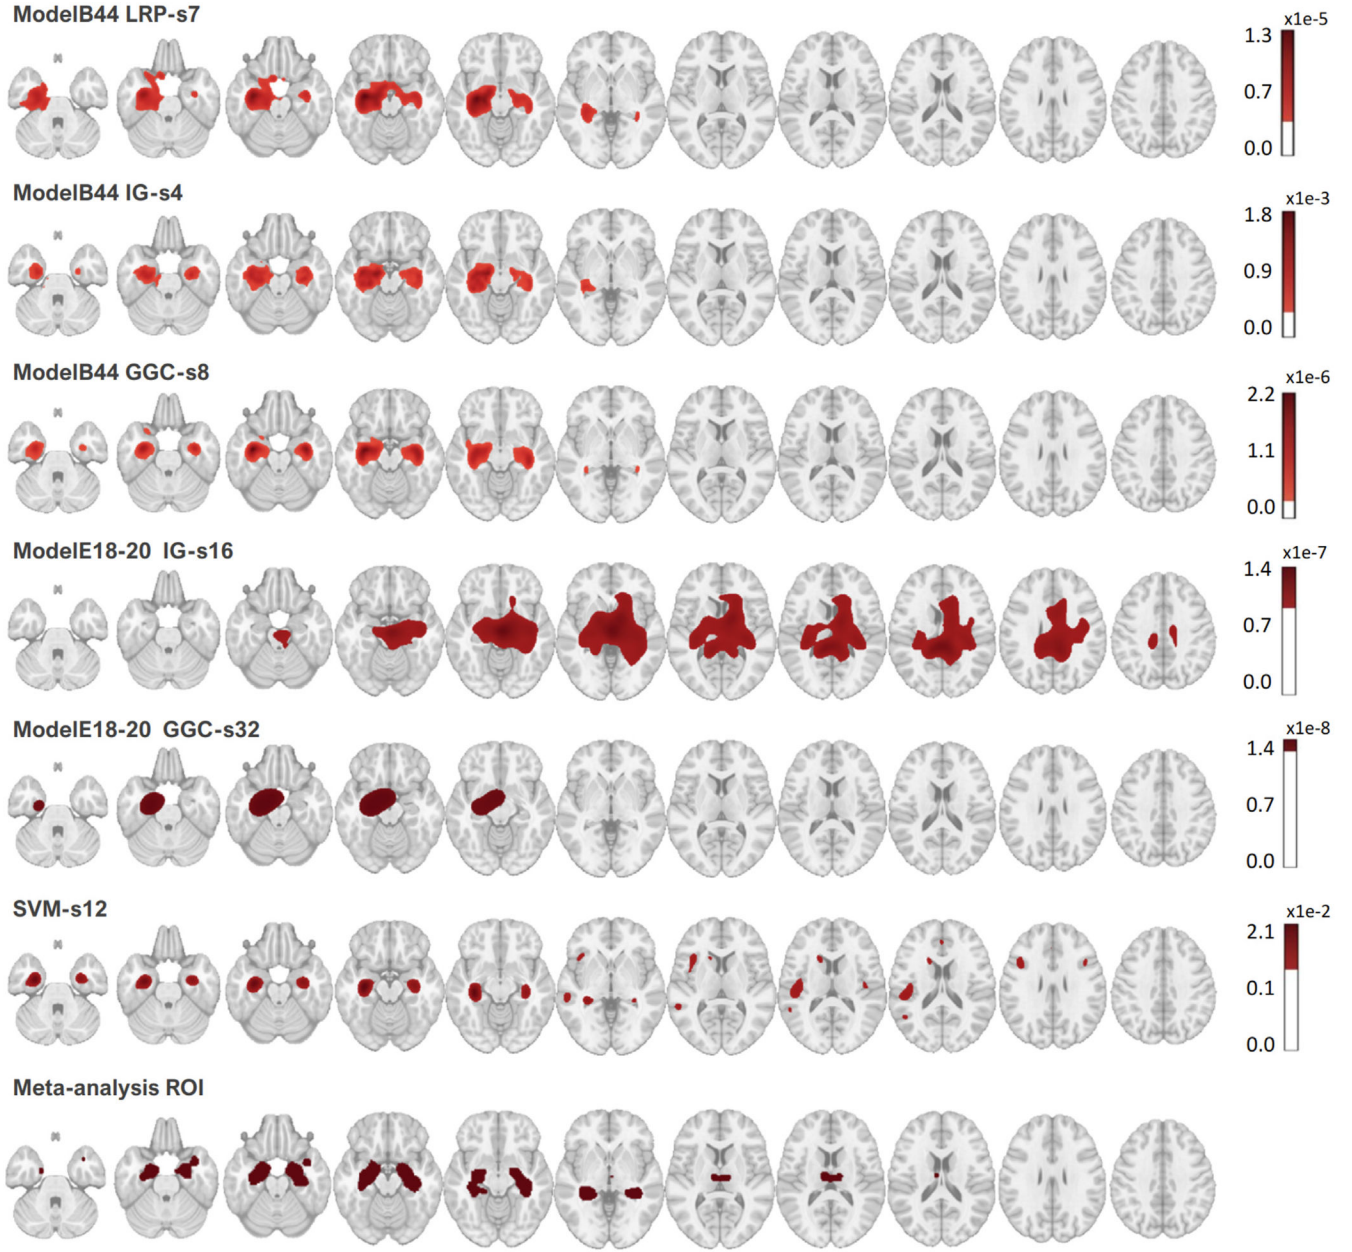 ModelB44 LRP-s7
x1e-5
1.3
0.7
0.0
ModelB44 IG-s4
x1e-3
1.8
0.9
0.0
ModelB44 GGC-s8
x1e-6
2.2
1.1
0.0
ModelE18-20 IG-s16
x1e-7
1.4
0.7
0.0
ModelE18-20 GGC-s32
x1e-8
1.4
0.7
0.0
SVM-s12
x1e-2
2.1
0.1
0.0
Meta-analysis ROI